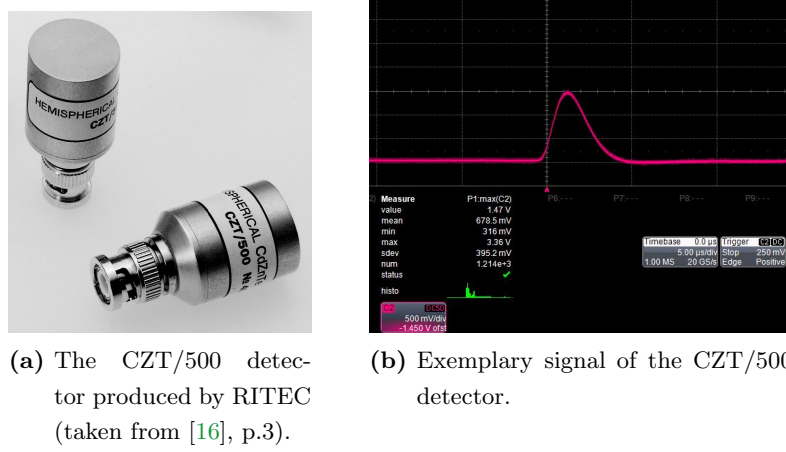 HEMISPHERICAL
CZT/5
SPHERICAL CdZnTe
CZT/500 №
P6:--- P7:--- P8:--- P9:---
Measure P1:max(C2)
value 1.47 V
mean 678.5 mV
min 316 mV
max 3.36 V
sdev 395.2 mV
num 1.214e+3
status
histo
C2 DC50
500 mV/div
-1.450 V ofst
Timebase 0.0 µs
5.00 µs/div
1.00 MS 20 GS/s
Trigger C2 DC
Stop 250 mV
Edge Positive
(a) The CZT/500 detec-
tor produced by RITEC
(taken from [16], p.3).
(b) Exemplary signal of the CZT/500
detector.